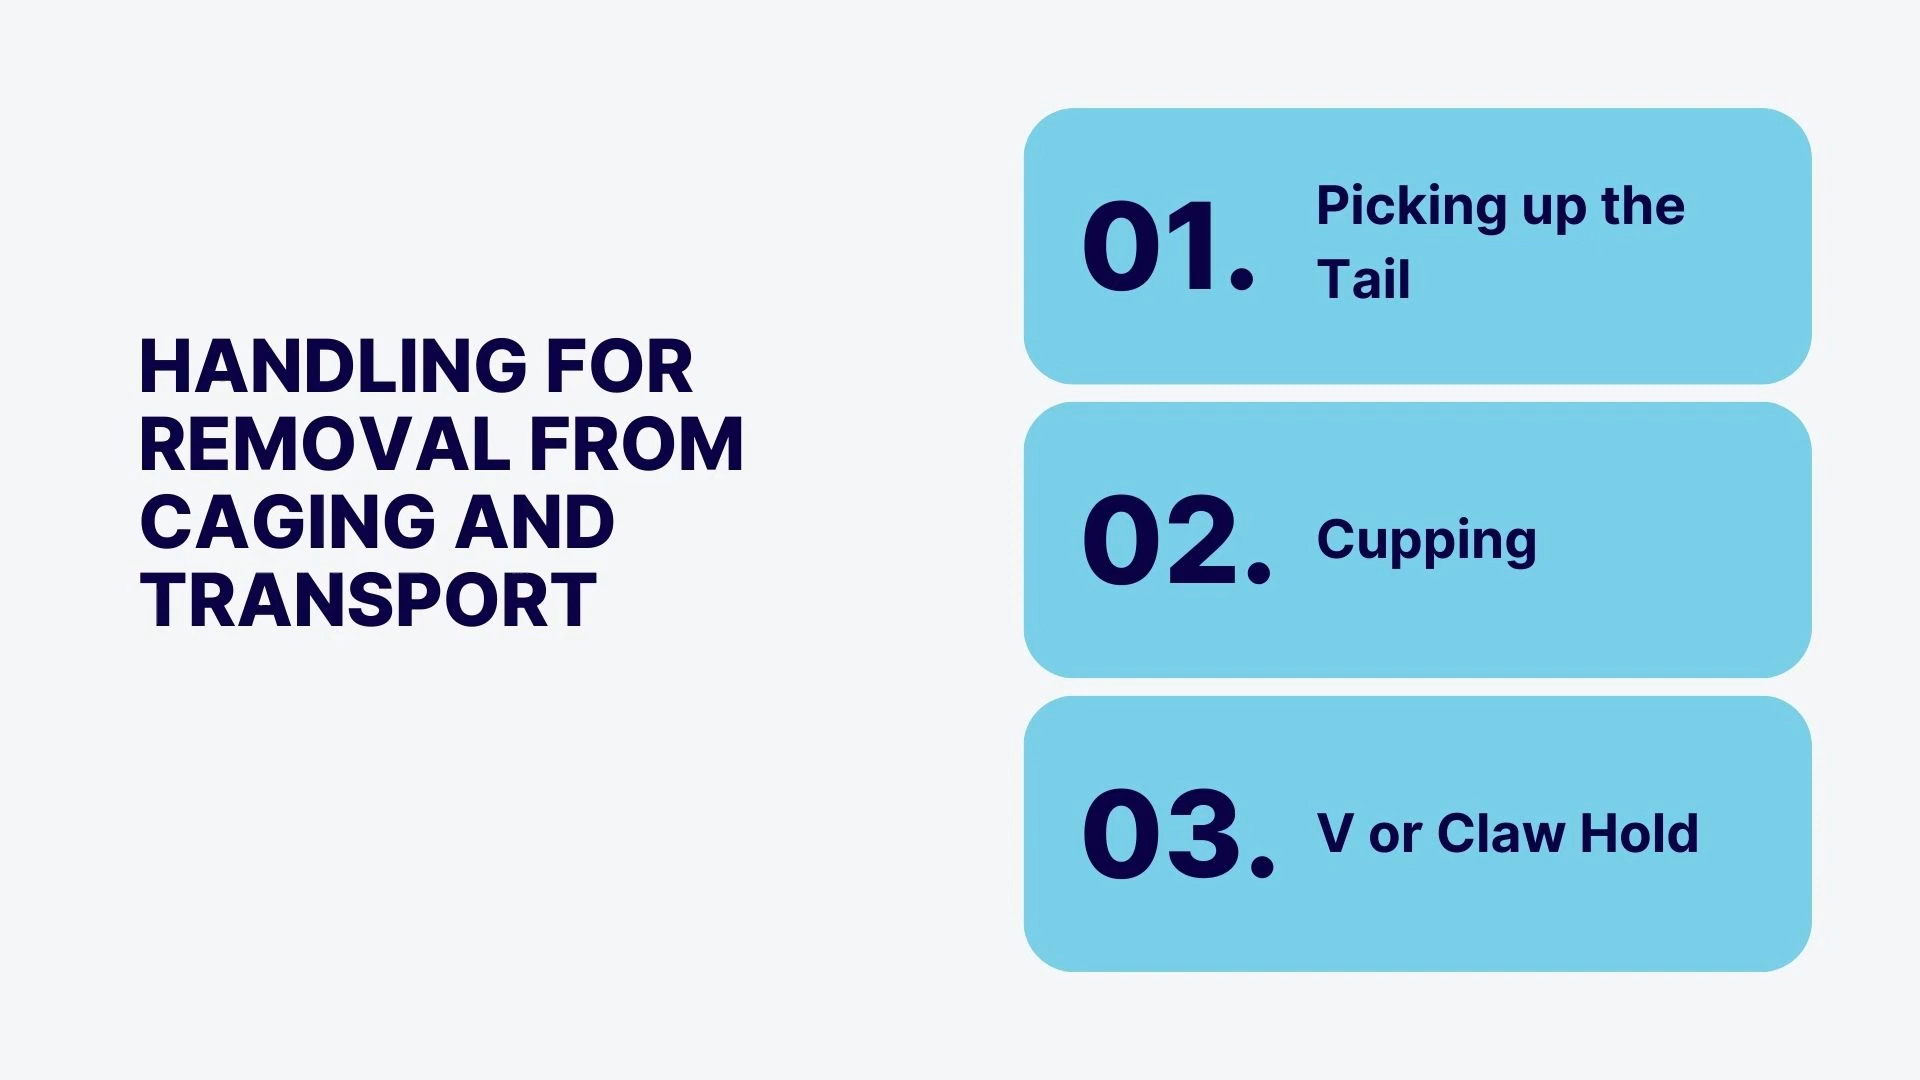 HANDLING FOR
REMOVAL FROM
CAGING AND
TRANSPORT
01.
Picking up the
Tail
02.
Cupping
03.
V or Claw Hold